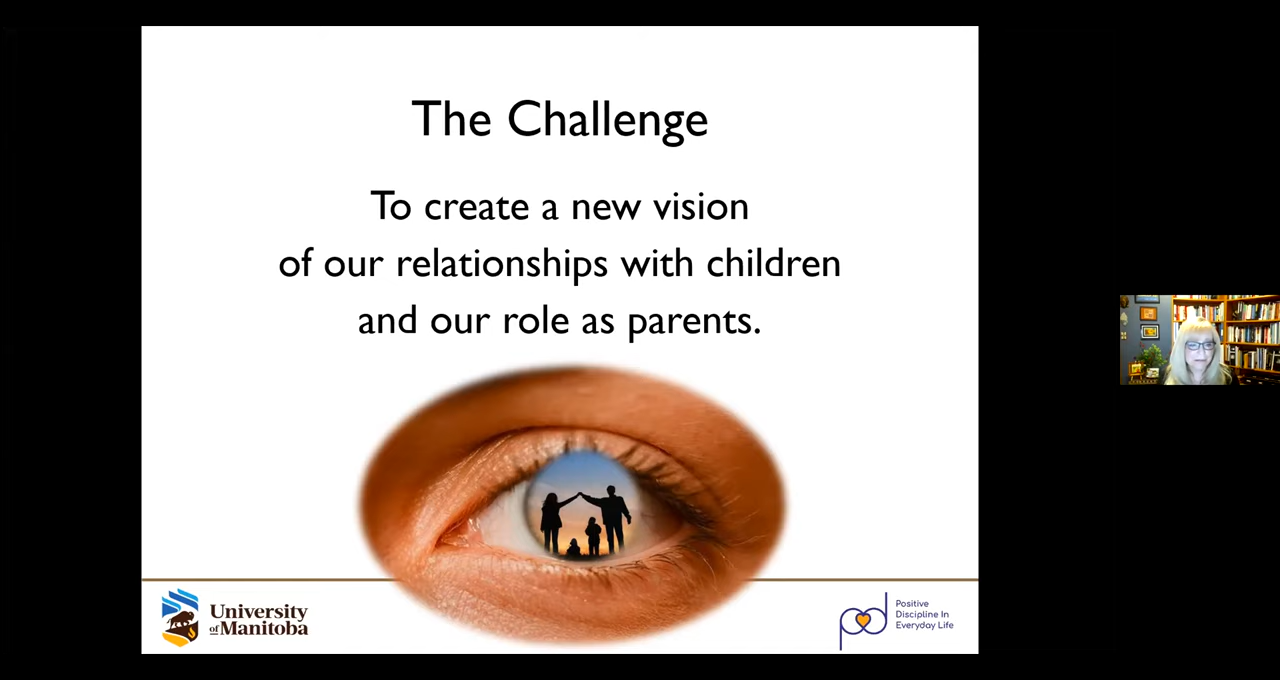 The Challenge
To create a new vision
of our relationships with children
and our role as parents.
University
of Manitoba
Positive
Discipline In
Everyday Life
pd